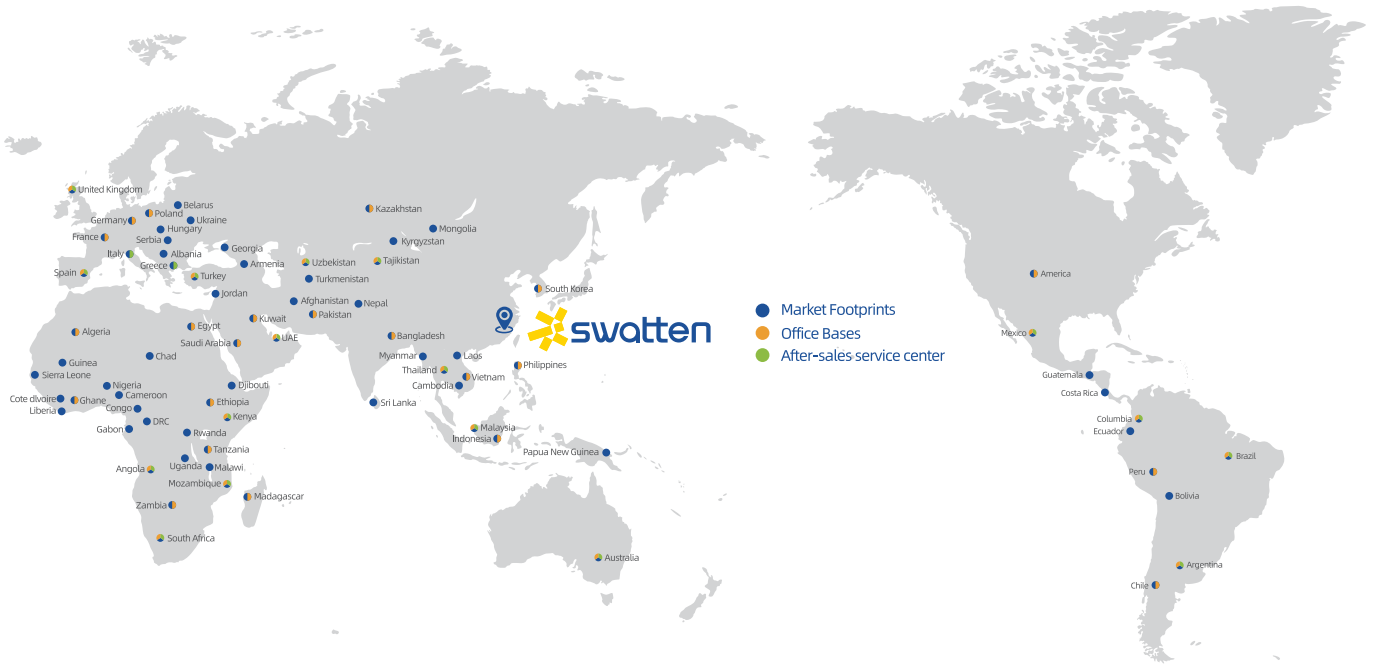 United Kingdom
Belarus
Poland
Germany
Ukraine
Hungary
France
Serbia
Italy
Albania
Greece
Spain
Turkey
Georgia
Armenia
Jordan
Kazakhstan
Mongolia
Kyrgyzstan
Uzbekistan
Tajikistan
Turkmenistan
Afghanistan
Nepal
Pakistan
Kuwait
Egypt
Algeria
Saudi Arabia
UAE
Bangladesh
South Korea
swatten
Myanmar
Laos
Thailand
Vietnam
Cambodia
Philippines
Sri Lanka
Chad
Guinea
Sierra Leone
Nigeria
Djibouti
Cameroon
Cote dlvoire
Ghane
Ethiopia
Congo
Liberia
Kenya
DRC
Gabon
Rwanda
Tanzania
Uganda
Malawi
Angola
Mozambique
Madagascar
Zambia
South Africa
Malaysia
Indonesia
Papua New Guinea
Australia
Market Footprints
Office Bases
After-sales service center
America
Mexico
Guatemala
Costa Rica
Columbia
Ecuador
Brazil
Peru
Bolivia
Argentina
Chile